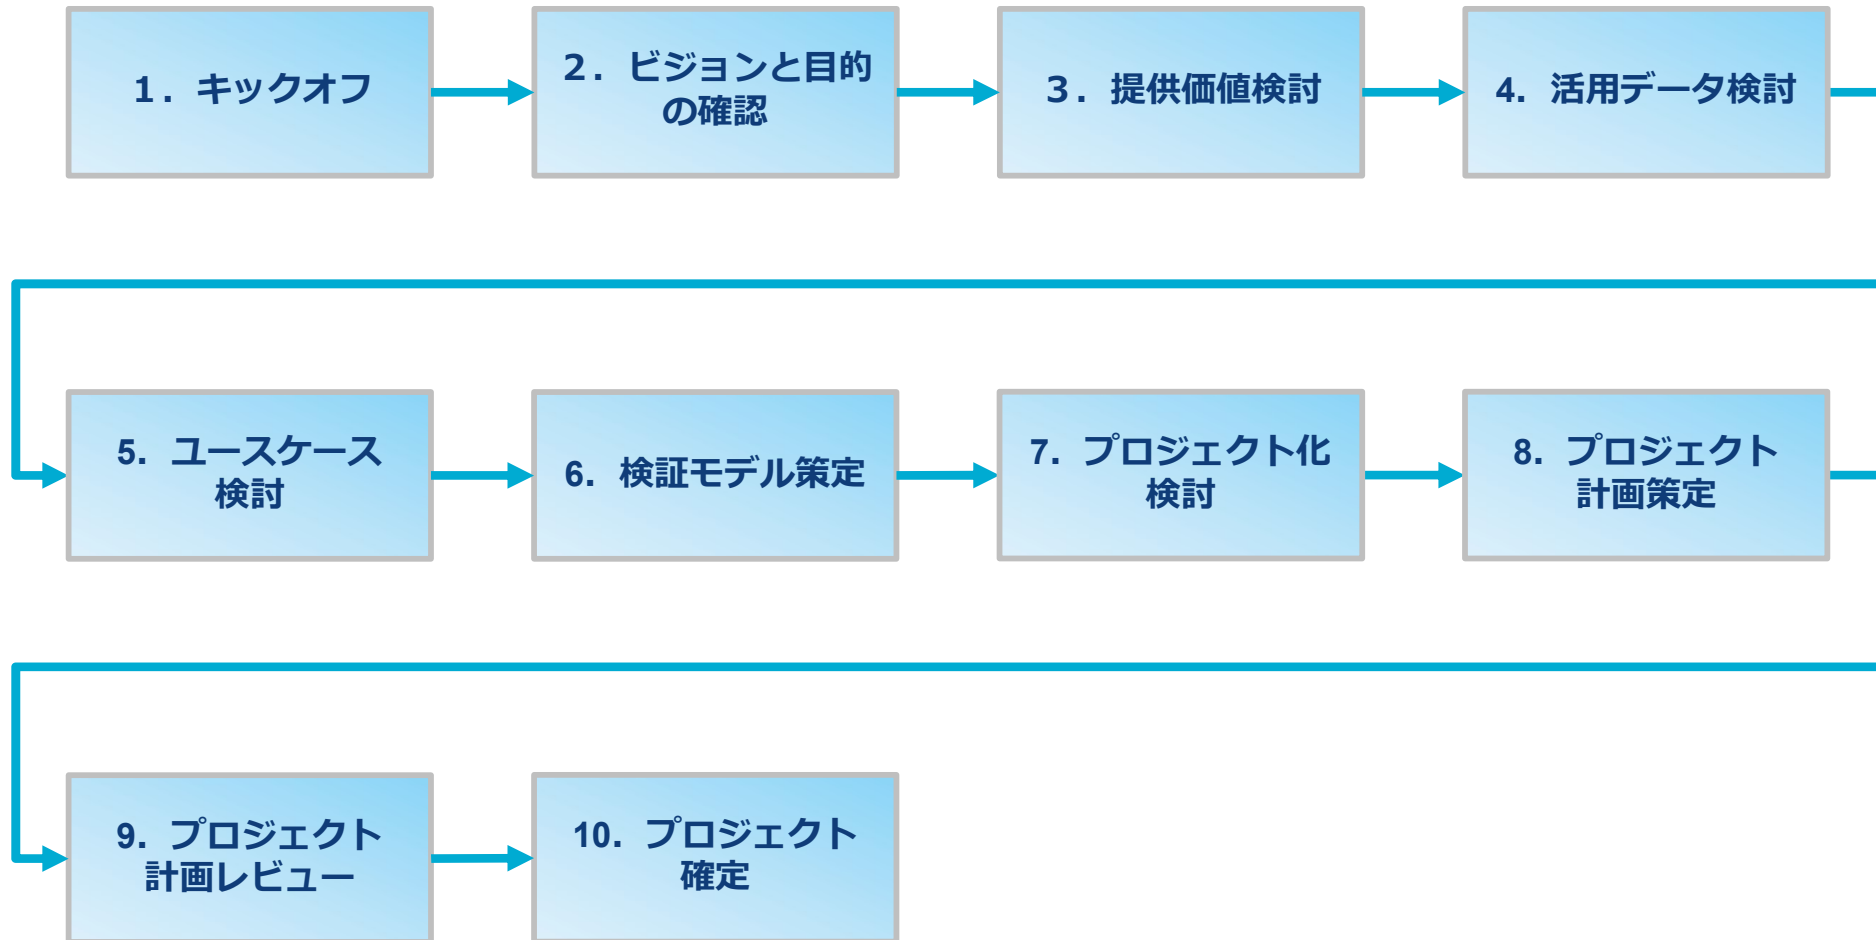 １．キックオフ
２．ビジョンと目的
の確認
３．提供価値検討
4. 活用データ検討
5. ユースケース
検討
6. 検証モデル策定
7. プロジェクト化
検討
8. プロジェクト
計画策定
9. プロジェクト
計画レビュー
10. プロジェクト
確定